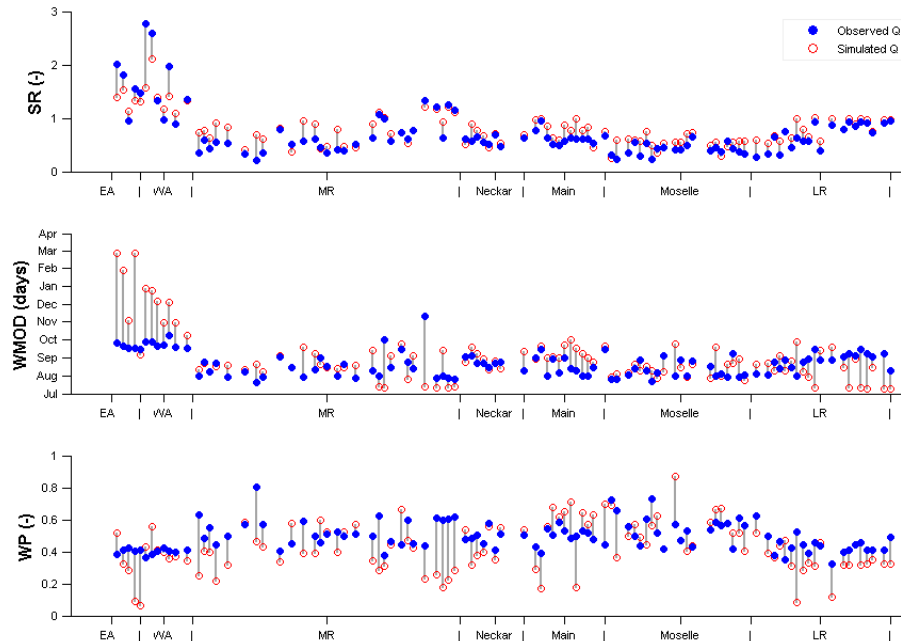 3
Observed Q
Simulated Q
2
SR (-)
1
0
EA | WA | MR | Neckar | Main | Moselle | LR |
Apr
Mar
Feb
Jan
Dec
Nov
WMOD (days)
Oct
Sep
Aug
Jul
EA | WA | MR | Neckar | Main | Moselle | LR |
1
0.8
0.6
WP (-)
0.4
0.2
0
EA | WA | MR | Neckar | Main | Moselle | LR |